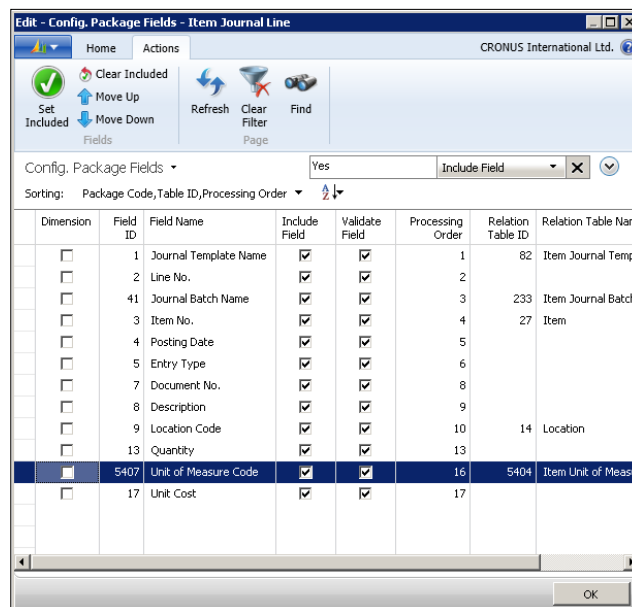 Edit - Config. Package Fields - Item Journal Line
Home Actions CRONUS International Ltd.
Set Included
Clear Included
Move Up
Move Down
Fields
Refresh
Clear Filter
Find
Page
Config. Package Fields Yes Include Field
Sorting: Package Code,Table ID,Processing Order
Dimension Field ID Field Name Include Field Validate Field Processing Order Relation Table ID Relation Table Nam
1 Journal Template Name 1 82 Item Journal Temp
2 Line No. 2
41 Journal Batch Name 3 233 Item Journal Batch
3 Item No. 4 27 Item
4 Posting Date 5
5 Entry Type 6
7 Document No. 8
8 Description 9
9 Location Code 10 14 Location
13 Quantity 13
5407 Unit of Measure Code 16 5404 Item Unit of Meas
17 Unit Cost 17
OK